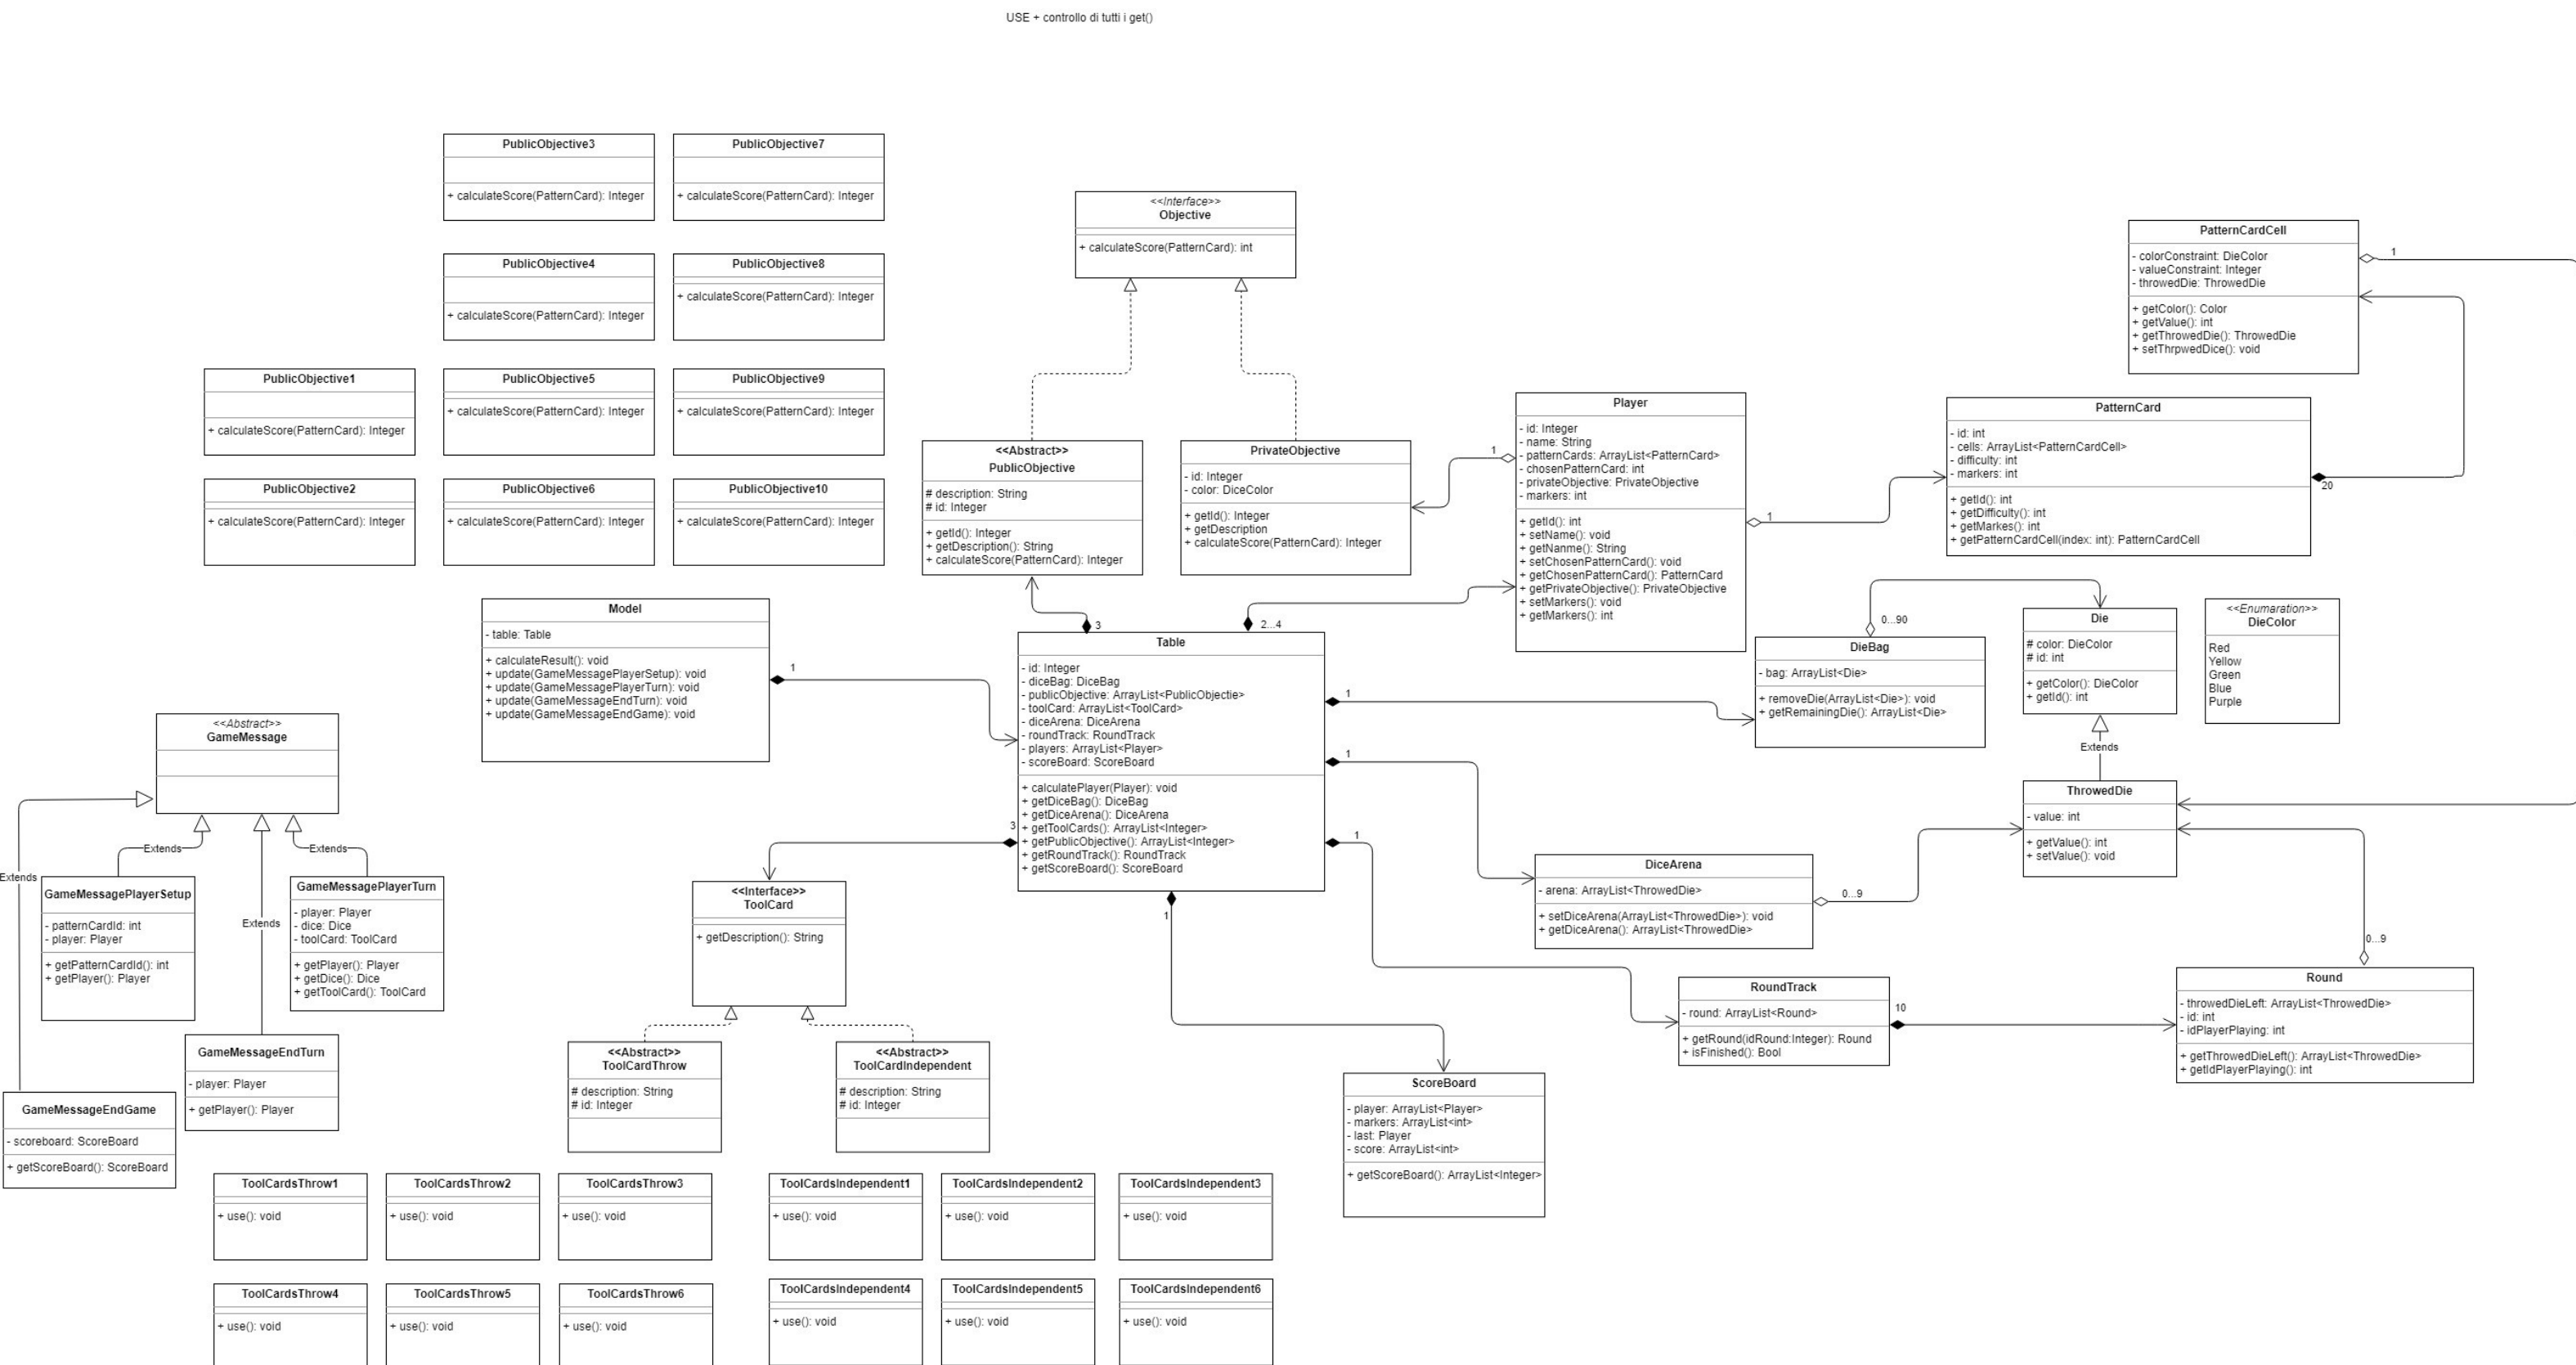 USE + controllo di tutti i get()
PublicObjective3
+ calculateScore(PatternCard): Integer
PublicObjective7
+ calculateScore(PatternCard): Integer
PublicObjective4
+ calculateScore(PatternCard): Integer
PublicObjective8
+ calculateScore(PatternCard): Integer
PublicObjective1
+ calculateScore(PatternCard): Integer
PublicObjective5
+ calculateScore(PatternCard): Integer
PublicObjective9
+ calculateScore(PatternCard): Integer
PublicObjective2
+ calculateScore(PatternCard): Integer
PublicObjective6
+ calculateScore(PatternCard): Integer
PublicObjective10
+ calculateScore(PatternCard): Integer
<<Interface>>
Objective
+ calculateScore(PatternCard): int
<<Abstract>>
PublicObjective
# description: String
# id: Integer
+ getId(): Integer
+ getDescription(): String
+ calculateScore(PatternCard): Integer
PrivateObjective
- id: Integer
- color: DiceColor
+ getId(): Integer
+ getDescription
+ calculateScore(PatternCard): Integer
1
Player
- id: Integer
- name: String
- patternCards: ArrayList<PatternCard>
- chosenPatternCard: int
- privateObjective: PrivateObjective
- markers: int
+ getId(): int
+ setName(): void
+ getNanme(): String
+ setChosenPatternCard(): void
+ getChosenPatternCard(): PatternCard
+ getPrivateObjective(): PrivateObjective
+ setMarkers(): void
+ getMarkers(): int
1
PatternCardCell
- colorConstraint: DieColor
- valueConstraint: Integer
- throwedDie: ThrowedDie
+ getColor(): Color
+ getValue(): int
+ getThrowedDie(): ThrowedDie
+ setThrpwedDice(): void
1
PatternCard
- id: int
- cells: ArrayList<PatternCardCell>
- difficulty: int
- markers: int
+ getId(): int
+ getDifficulty(): int
+ getMarkes(): int
+ getPatternCardCell(index: int): PatternCardCell
20
Model
- table: Table
+ calculateResult(): void
+ update(GameMessagePlayerSetup): void
+ update(GameMessagePlayerTurn): void
+ update(GameMessageEndTurn): void
+ update(GameMessageEndGame): void
1
3
2...4
Table
- id: Integer
- diceBag: DiceBag
- publicObjective: ArrayList<PublicObjectie>
- toolCard: ArrayList<ToolCard>
- diceArena: DiceArena
- roundTrack: RoundTrack
- players: ArrayList<Player>
- scoreBoard: ScoreBoard
+ calculatePlayer(Player): void
+ getDiceBag(): DiceBag
+ getDiceArena(): DiceArena
+ getToolCards(): ArrayList<Integer>
+ getPublicObjective(): ArrayList<Integer>
+ getRoundTrack(): RoundTrack
+ getScoreBoard(): ScoreBoard
1
1
1
3
1
DieBag
- bag: ArrayList<Die>
+ removeDie(ArrayList<Die>): void
+ getRemainingDie(): ArrayList<Die>
0...90
Die
# color: DieColor
# id: int
+ getColor(): DieColor
+ getId(): int
<<Enumaration>>
DieColor
Red
Yellow
Green
Blue
Purple
Extends
ThrowedDie
- value: int
+ getValue(): int
+ setValue(): void
DiceArena
- arena: ArrayList<ThrowedDie>
+ setDiceArena(ArrayList<ThrowedDie>): void
+ getDiceArena(): ArrayList<ThrowedDie>
0...9
0...9
RoundTrack
- round: ArrayList<Round>
+ getRound(idRound:Integer): Round
+ isFinished(): Bool
10
Round
- throwedDieLeft: ArrayList<ThrowedDie>
- id: int
- idPlayerPlaying: int
+ getThrowedDieLeft(): ArrayList<ThrowedDie>
+ getIdPlayerPlaying(): int
ScoreBoard
- player: ArrayList<Player>
- markers: ArrayList<int>
- last: Player
- score: ArrayList<int>
+ getScoreBoard(): ArrayList<Integer>
<<Abstract>>
GameMessage
Extends
Extends
Extends
Extends
GameMessagePlayerSetup
- patternCardId: int
- player: Player
+ getPatternCardId(): int
+ getPlayer(): Player
GameMessagePlayerTurn
- player: Player
- dice: Dice
- toolCard: ToolCard
+ getPlayer(): Player
+ getDice(): Dice
+ getToolCard(): ToolCard
GameMessageEndTurn
- player: Player
+ getPlayer(): Player
GameMessageEndGame
- scoreboard: ScoreBoard
+ getScoreBoard(): ScoreBoard
<<Interface>>
ToolCard
+ getDescription(): String
<<Abstract>>
ToolCardThrow
# description: String
# id: Integer
<<Abstract>>
ToolCardIndependent
# description: String
# id: Integer
ToolCardsThrow1
+ use(): void
ToolCardsThrow2
+ use(): void
ToolCardsThrow3
+ use(): void
ToolCardsIndependent1
+ use(): void
ToolCardsIndependent2
+ use(): void
ToolCardsIndependent3
+ use(): void
ToolCardsThrow4
+ use(): void
ToolCardsThrow5
+ use(): void
ToolCardsThrow6
+ use(): void
ToolCardsIndependent4
+ use(): void
ToolCardsIndependent5
+ use(): void
ToolCardsIndependent6
+ use(): void